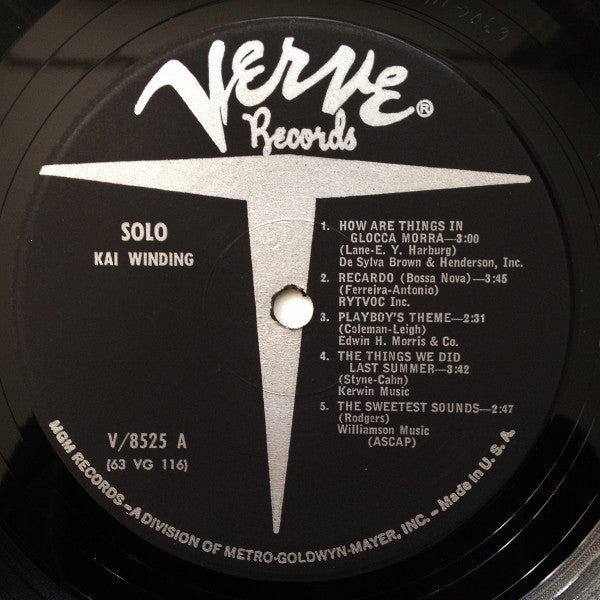 Verve®
Records
SOLO
KAI WINDING
1. HOW ARE THINGS IN
GLOCCA MORRA—3:00
(Lane-E. Y. Harburg)
De Sylva Brown & Henderson, Inc.
2. RECARDO (Bossa Nova)—3:45
(Ferreira-Antonio)
RYTVOC Inc.
3. PLAYBOY'S THEME—2:31
(Coleman-Leigh)
Edwin H. Morris & Co.
4. THE THINGS WE DID
LAST SUMMER—3:42
(Styne-Cahn)
Kerwin Music
5. THE SWEETEST SOUNDS—2:47
(Rodgers)
Williamson Music
(ASCAP)
V/8525 A
(63 VG 116)
MGM RECORDS—A DIVISION OF METRO-GOLDWYN-MAYER, INC.—Made in U. S. A.